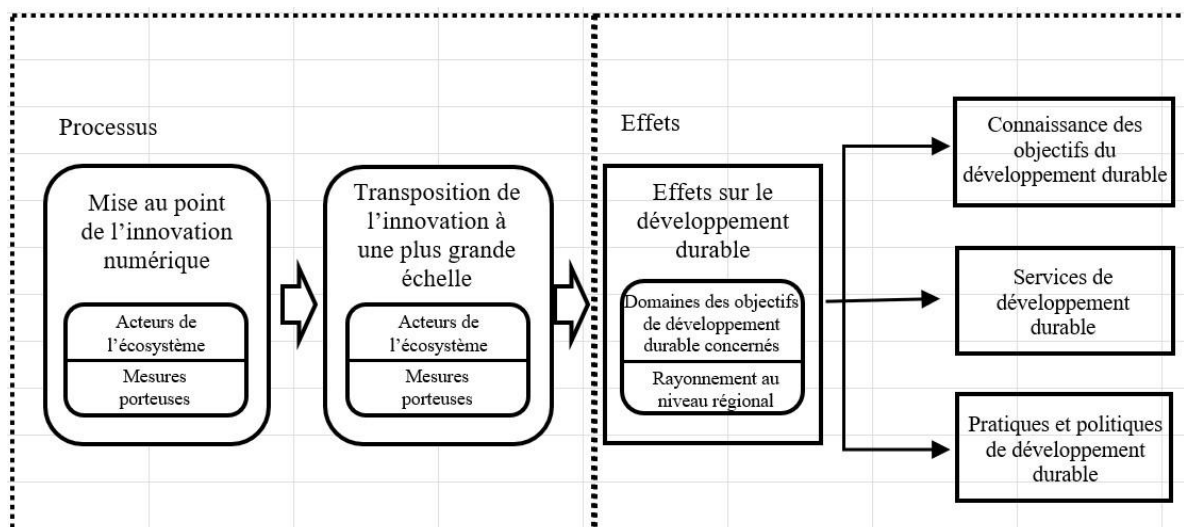 Processus
Mise au point
de l’innovation
numérique
Acteurs de
l’écosystème
Mesures
porteuses
Transposition de
l’innovation à
une plus grande
échelle
Acteurs de
l’écosystème
Mesures
porteuses
Effets
Effets sur le
développement
durable
Domaines des objectifs
de développement
durable concernés
Rayonnement au
niveau régional
Connaissance des
objectifs du
développement durable
Services de
développement
durable
Pratiques et politiques
de développement
durable